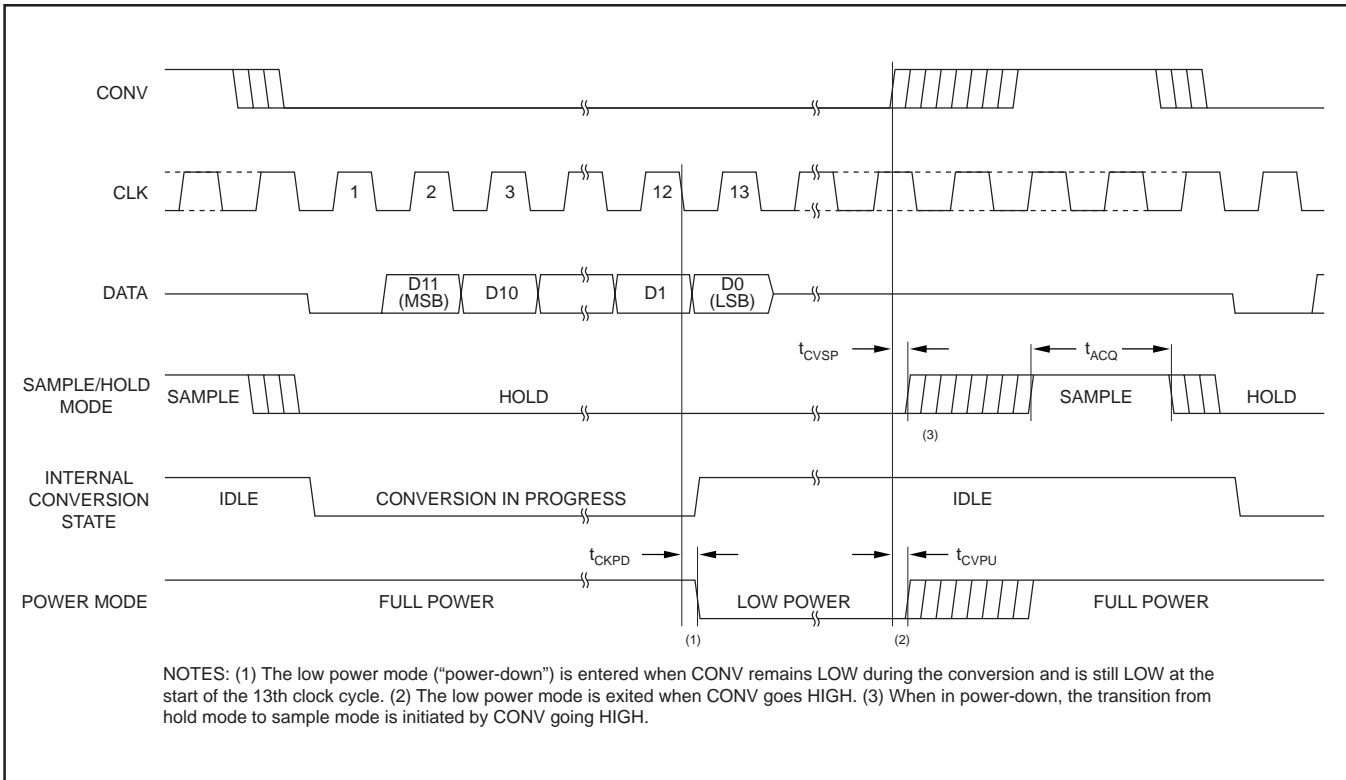 CONV
CLK
1
2
3
12
13
DATA
D11
(MSB)
D10
D1
D0
(LSB)
tCVSP
tACQ
SAMPLE/HOLD
MODE
SAMPLE
HOLD
SAMPLE
HOLD
(3)
INTERNAL
CONVERSION
STATE
IDLE
CONVERSION IN PROGRESS
IDLE
tCKPD
tCVPU
POWER MODE
FULL POWER
LOW POWER
FULL POWER
(1)
(2)
NOTES: (1) The low power mode (“power-down”) is entered when CONV remains LOW during the conversion and is still LOW at the
start of the 13th clock cycle. (2) The low power mode is exited when CONV goes HIGH. (3) When in power-down, the transition from
hold mode to sample mode is initiated by CONV going HIGH.